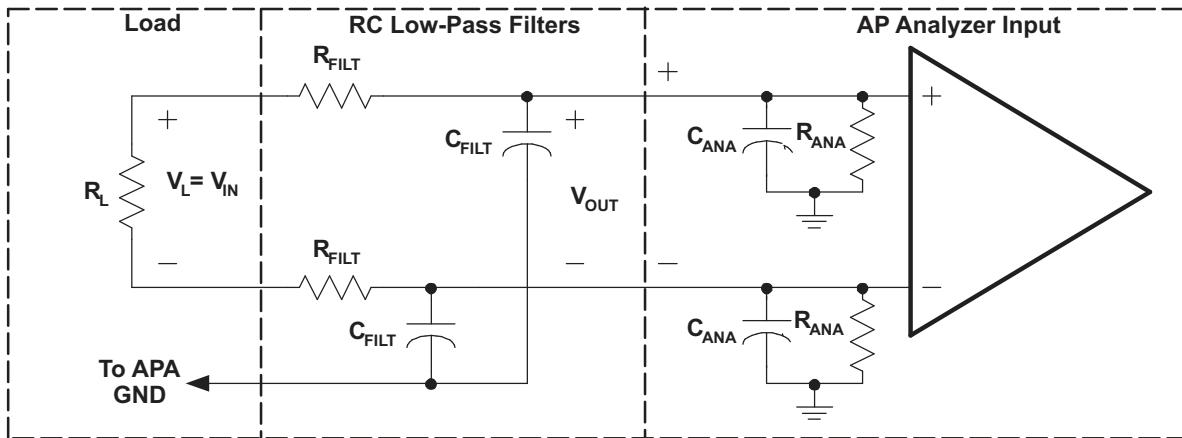 Load
RC Low-Pass Filters
AP Analyzer Input
R_FILT
+
+
+
+
C_FILT
C_ANA
R_ANA
R_L
V_L= V_IN
V_OUT
R_FILT
−
−
−
−
C_FILT
C_ANA
R_ANA
To APA
GND